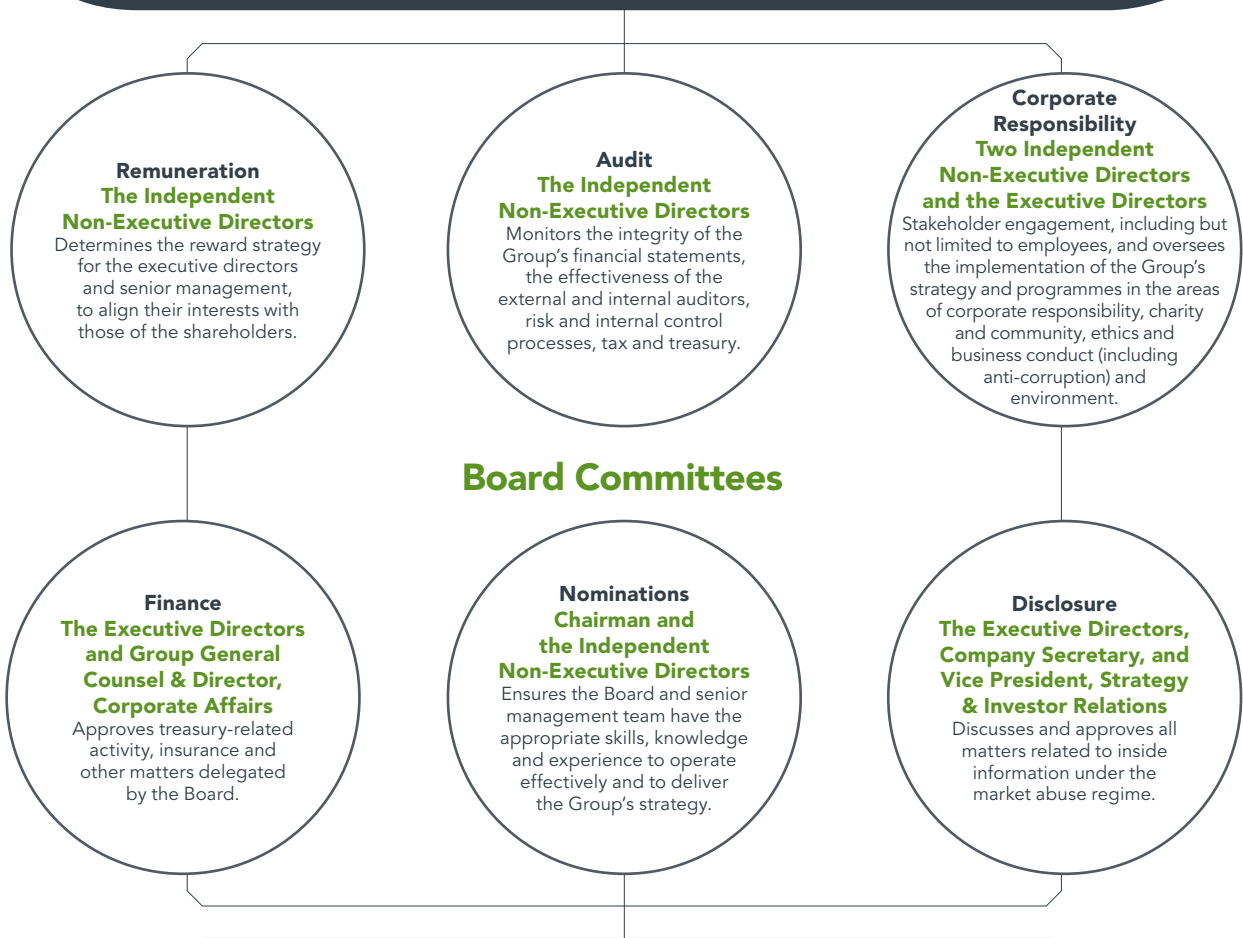 Remuneration
The Independent
Non-Executive Directors
Determines the reward strategy
for the executive directors
and senior management,
to align their interests with
those of the shareholders.
Audit
The Independent
Non-Executive Directors
Monitors the integrity of the
Group's financial statements,
the effectiveness of the
external and internal auditors,
risk and internal control
processes, tax and treasury.
Corporate
Responsibility
Two Independent
Non-Executive Directors
and the Executive Directors
Stakeholder engagement, including but
not limited to employees, and oversees
the implementation of the Group's
strategy and programmes in the areas
of corporate responsibility, charity
and community, ethics and
business conduct (including
anti-corruption) and
environment.
Board Committees
Finance
The Executive Directors
and Group General
Counsel & Director,
Corporate Affairs
Approves treasury-related
activity, insurance and
other matters delegated
by the Board.
Nominations
Chairman and
the Independent
Non-Executive Directors
Ensures the Board and senior
management team have the
appropriate skills, knowledge
and experience to operate
effectively and to deliver
the Group's strategy.
Disclosure
The Executive Directors,
Company Secretary, and
Vice President, Strategy
& Investor Relations
Discusses and approves all
matters related to inside
information under the
market abuse regime.